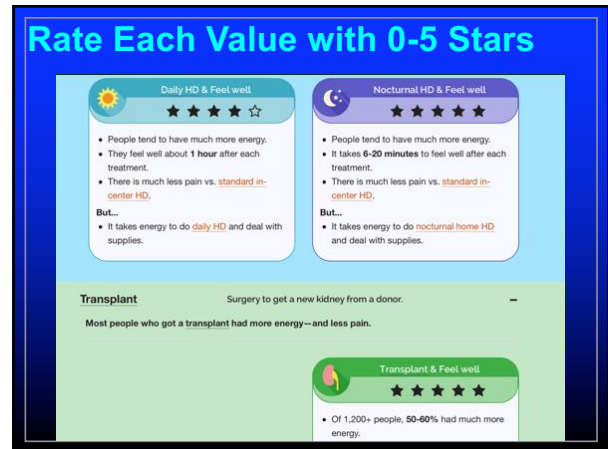 Rate Each Value with 0-5 Stars
Daily HD & Feel well
• People tend to have much more energy.
• They feel well about 1 hour after each
treatment.
• There is much less pain vs. standard in-
center HD.
But...
• It takes energy to do daily HD and deal with
supplies.
Nocturnal HD & Feel well
• People tend to have much more energy.
• It takes 6-20 minutes to feel well after each
treatment.
• There is much less pain vs. standard in-
center HD.
But...
• It takes energy to do nocturnal home HD
and deal with supplies.
Transplant
Surgery to get a new kidney from a donor.
Most people who got a transplant had more energy—and less pain.
Transplant & Feel well
• Of 1,200+ people, 50-60% had much more
energy.